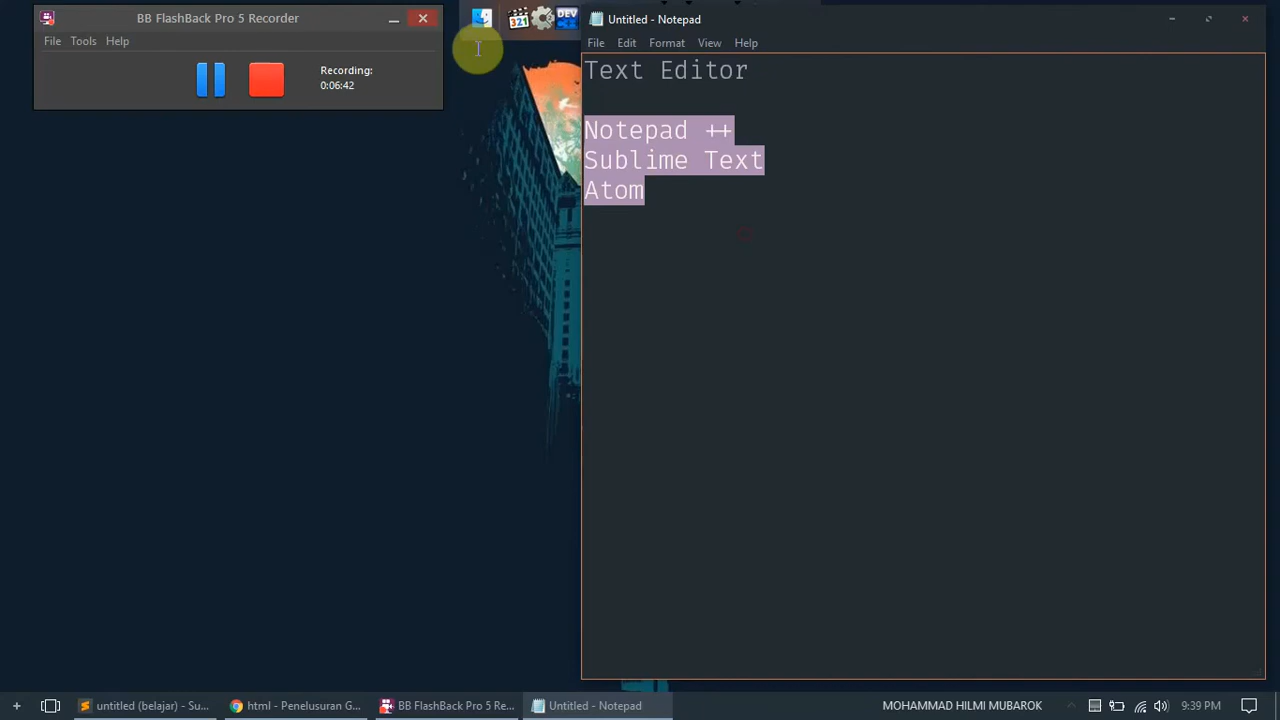 BB FlashBack Pro 5 Recorder
File Tools Help
Recording:
0:06:42
321
DEV
Untitled - Notepad
File Edit Format View Help
Text Editor
Notepad ++
Sublime Text
Atom
untitled (belajar) - Su...
html - Penelusuran G...
BB FlashBack Pro 5 Re...
Untitled - Notepad
MOHAMMAD HILMI MUBAROK
9:39 PM